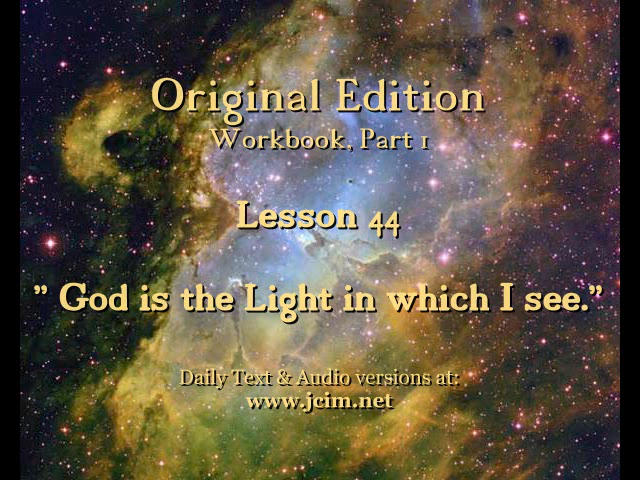 Original Edition
Workbook, Part 1
Lesson 44
” God is the Light in which I see.”
Daily Text & Audio versions at:
www.jcim.net